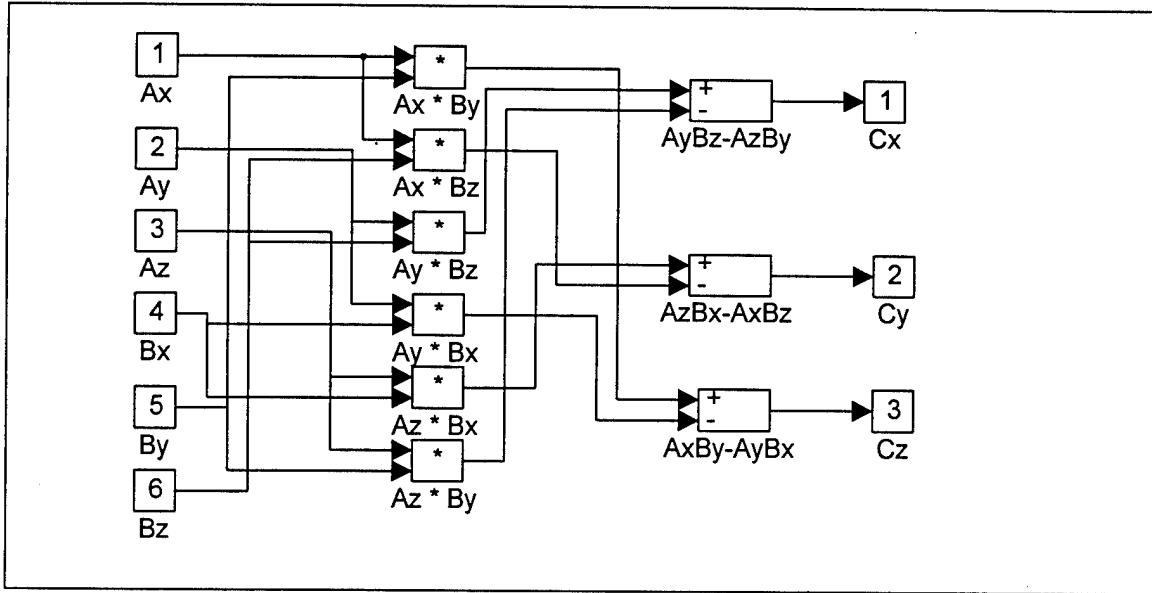 1
Ax
2
Ay
3
Az
4
Bx
5
By
6
Bz
*
Ax * By
*
Ax * Bz
*
Ay * Bz
*
Ay * Bx
*
Az * Bx
*
Az * By
+
-
AyBz-AzBy
+
-
AzBx-AxBz
+
-
AxBy-AyBx
1
Cx
2
Cy
3
Cz